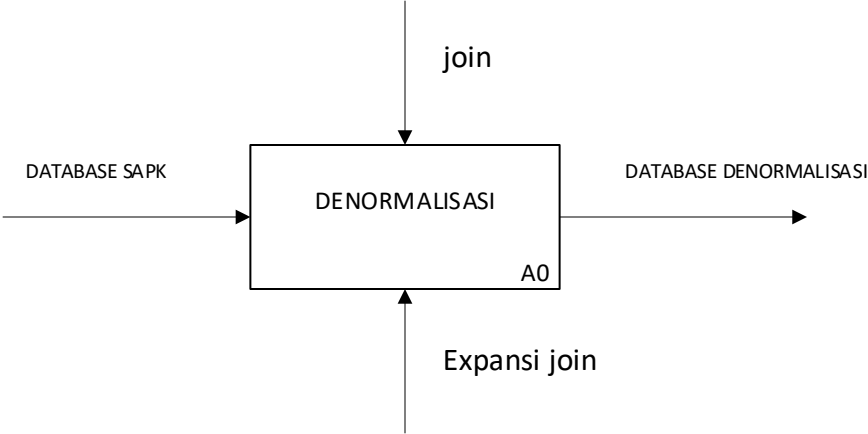 join
DATABASE SAPK
DATABASE DENORMALISASI
DENORMALISASI
A0
Expansi join